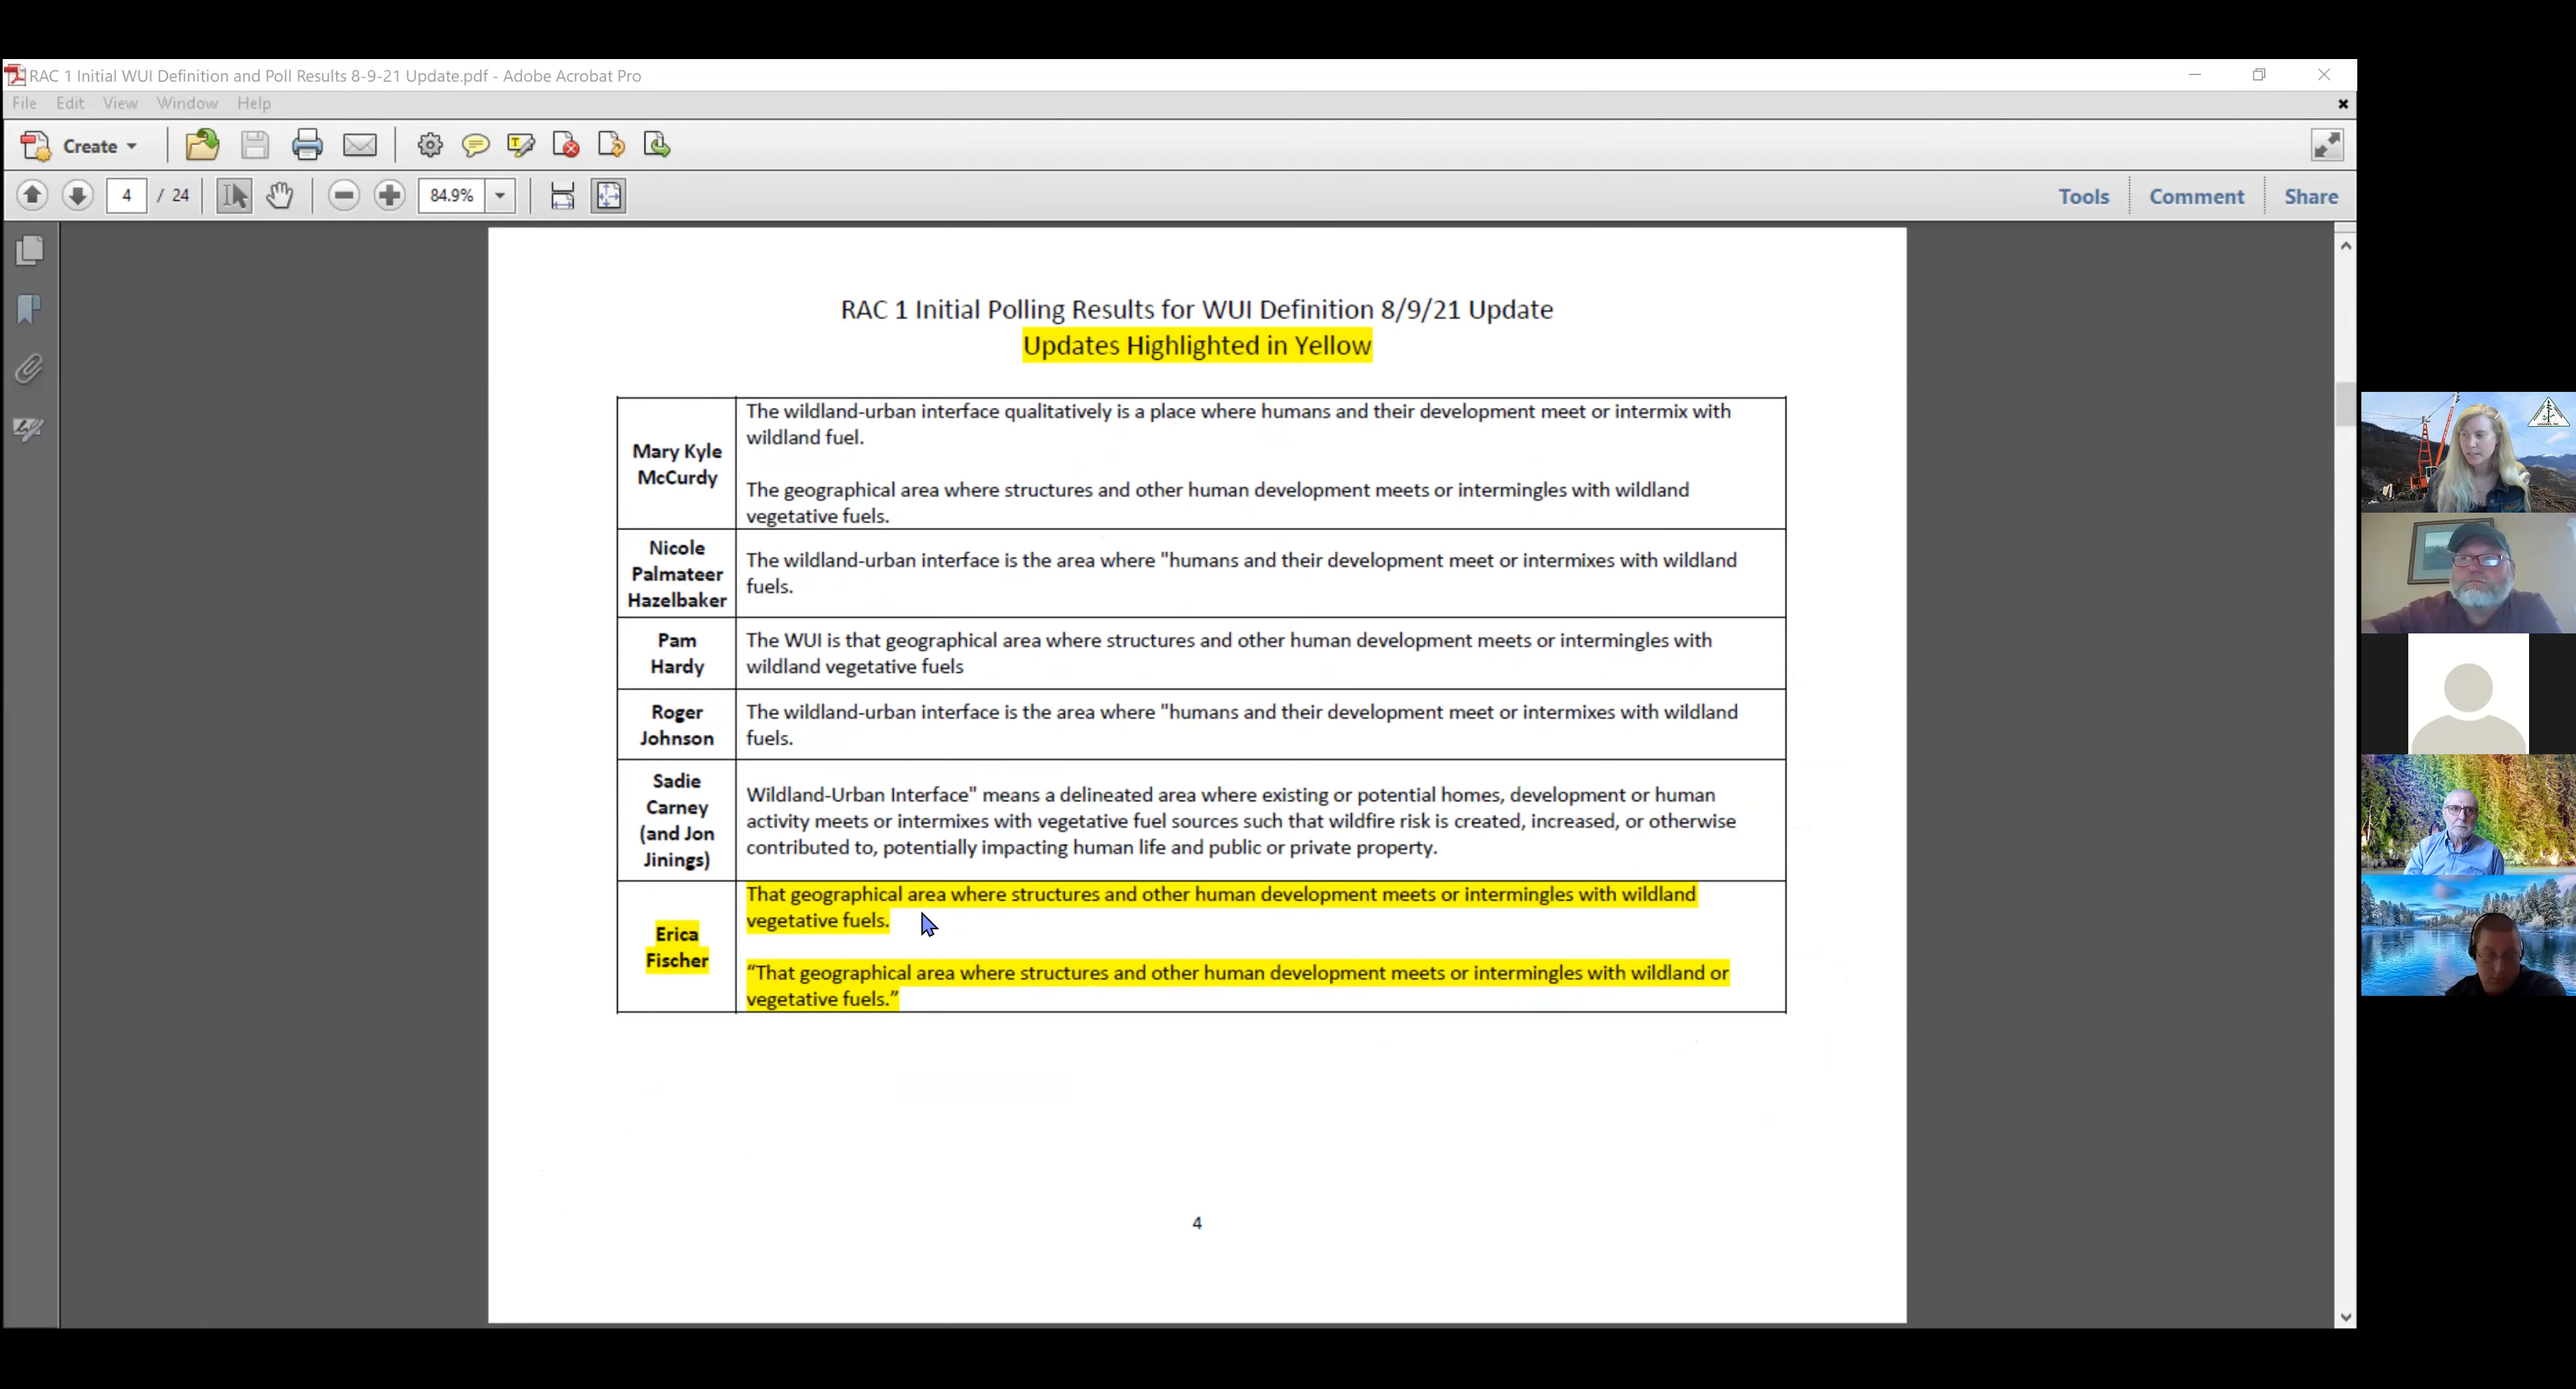 RAC 1 Initial WUI Definition and Poll Results 8-9-21 Update.pdf - Adobe Acrobat Pro
File Edit View Window Help
Create
4 / 24 84.9% Tools Comment Share
RAC 1 Initial Polling Results for WUI Definition 8/9/21 Update
Updates Highlighted in Yellow
Mary Kyle
McCurdy
The wildland-urban interface qualitatively is a place where humans and their development meet or intermix with
wildland fuel.
The geographical area where structures and other human development meets or intermingles with wildland
vegetative fuels.
Nicole
Palmateer
Hazelbaker
The wildland-urban interface is the area where "humans and their development meet or intermixes with wildland
fuels.
Pam
Hardy
The WUI is that geographical area where structures and other human development meets or intermingles with
wildland vegetative fuels
Roger
Johnson
The wildland-urban interface is the area where "humans and their development meet or intermixes with wildland
fuels.
Sadie
Carney
(and Jon
Jinings)
Wildland-Urban Interface" means a delineated area where existing or potential homes, development or human
activity meets or intermixes with vegetative fuel sources such that wildfire risk is created, increased, or otherwise
contributed to, potentially impacting human life and public or private property.
Erica
Fischer
That geographical area where structures and other human development meets or intermingles with wildland
vegetative fuels.
“That geographical area where structures and other human development meets or intermingles with wildland or
vegetative fuels.”
4